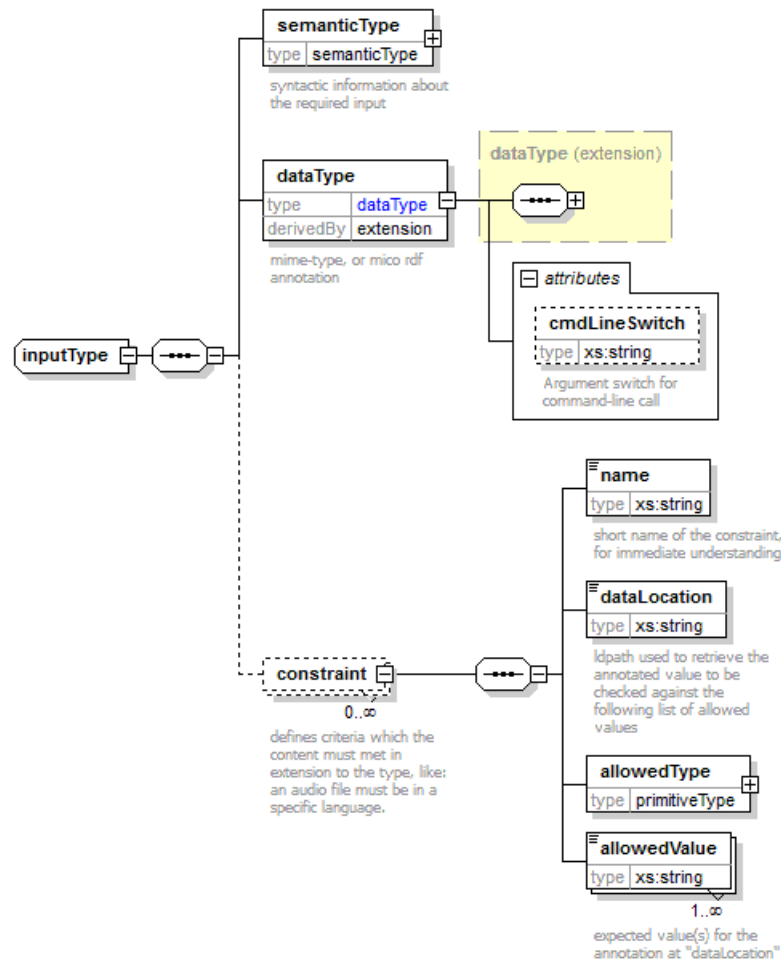 semanticType
type semanticType
syntactic information about
the required input
dataType (extension)
dataType
type dataType
derivedBy extension
mime-type, or mico rdf
annotation
attributes
cmdLineSwitch
type xs:string
Argument switch for
command-line call
inputType
name
type xs:string
short name of the constraint,
for immediate understanding
dataLocation
type xs:string
ldpath used to retrieve the
annotated value to be
checked against the
following list of allowed
values
constraint
0..∞
defines criteria which the
content must met in
extension to the type, like:
an audio file must be in a
specific language.
allowedType
type primitiveType
allowedValue
type xs:string
1..∞
expected value(s) for the
annotation at "dataLocation"